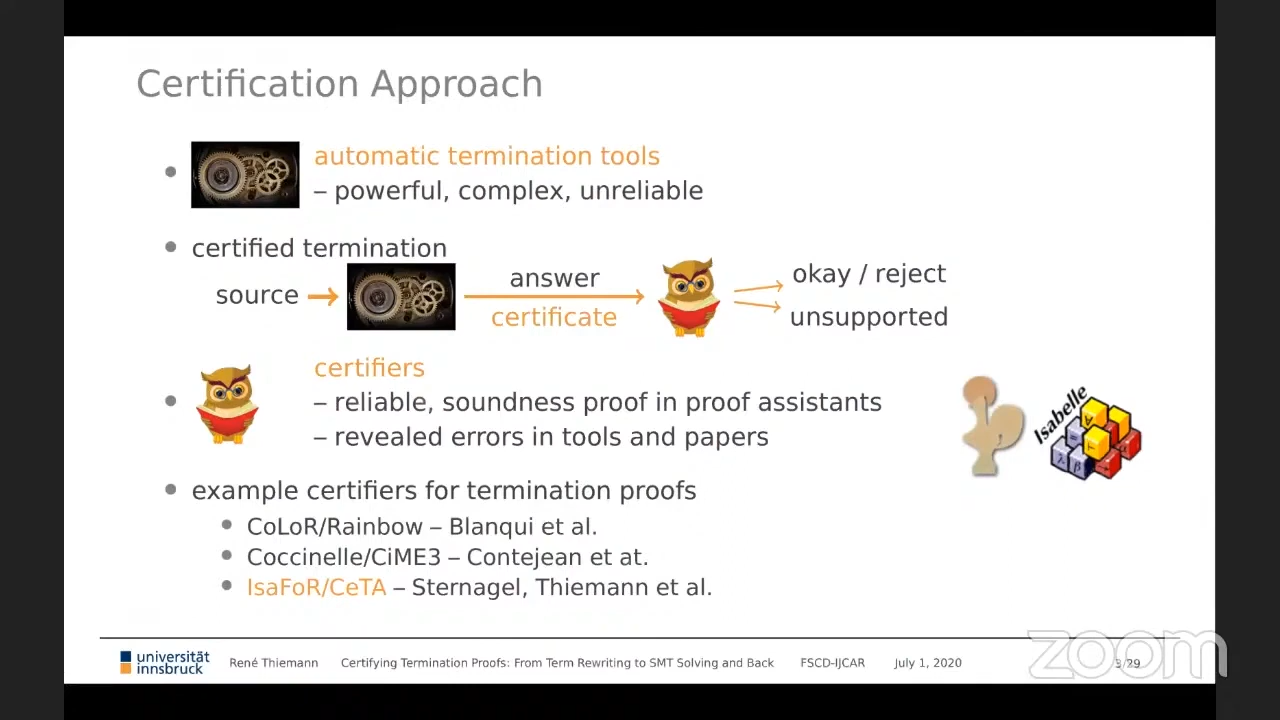 Certification Approach
automatic termination tools
– powerful, complex, unreliable
certified termination
source
answer
certificate
okay / reject
unsupported
certifiers
– reliable, soundness proof in proof assistants
– revealed errors in tools and papers
Isabelle
example certifiers for termination proofs
CoLoR/Rainbow – Blanqui et al.
Coccinelle/CiME3 – Contejean et at.
IsaFoR/CeTA – Sternagel, Thiemann et al.
universität
innsbruck
René Thiemann Certifying Termination Proofs: From Term Rewriting to SMT Solving and Back FSCD-IJCAR July 1, 2020 3/29
zoom